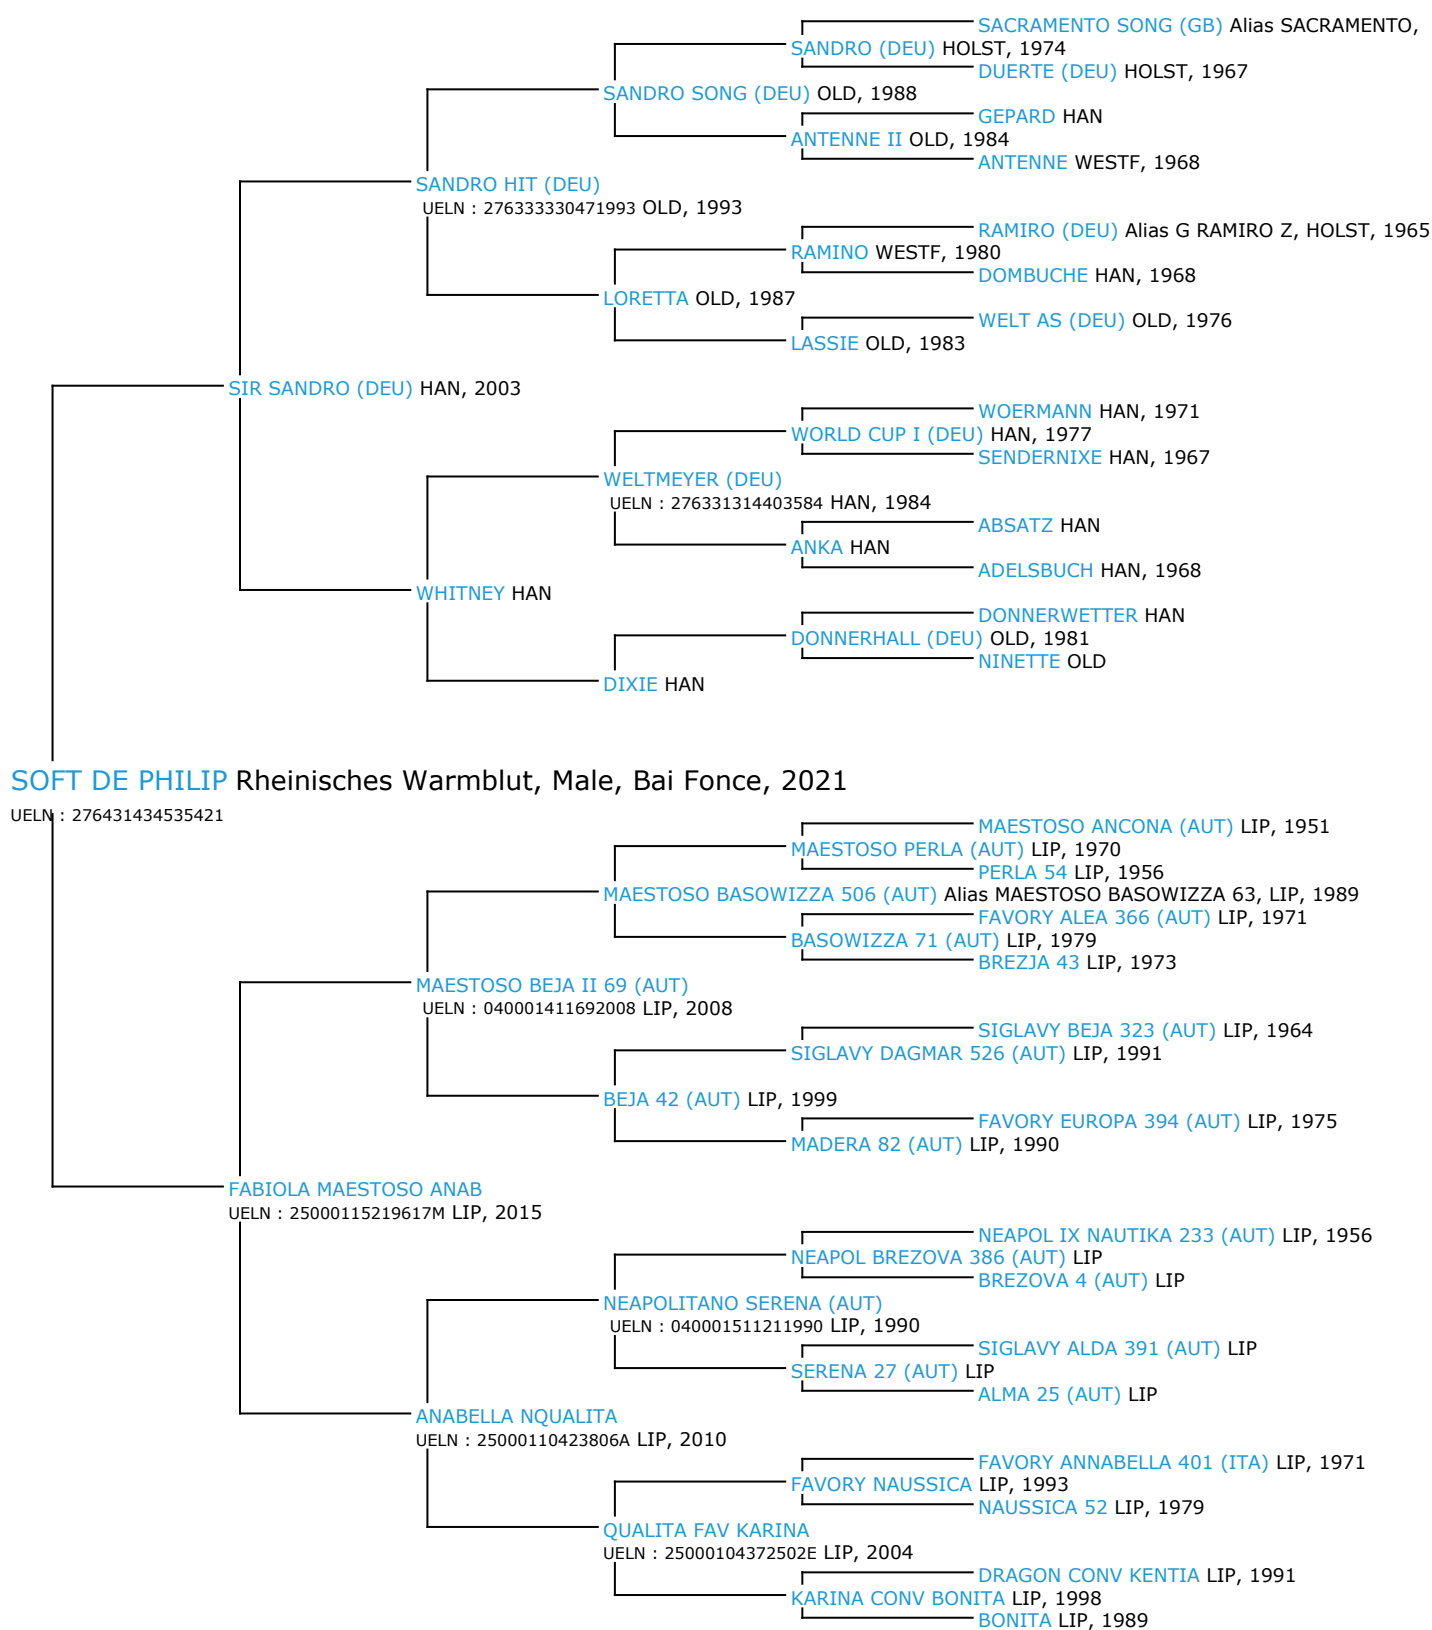 SACRAMENTO SONG (GB) Alias SACRAMENTO,
SANDRO (DEU) HOLST, 1974
DUERTE (DEU) HOLST, 1967
SANDRO SONG (DEU) OLD, 1988
GEPARD HAN
ANTENNE II OLD, 1984
ANTENNE WESTF, 1968
SANDRO HIT (DEU)
UELN : 276333330471993 OLD, 1993
RAMIRO (DEU) Alias G RAMIRO Z, HOLST, 1965
RAMINO WESTF, 1980
DOMBUCHE HAN, 1968
LORETTA OLD, 1987
WELT AS (DEU) OLD, 1976
LASSIE OLD, 1983
SIR SANDRO (DEU) HAN, 2003
WOERMANN HAN, 1971
WORLD CUP I (DEU) HAN, 1977
SENDERNIXE HAN, 1967
WELTMEYER (DEU)
UELN : 276331314403584 HAN, 1984
ABSATZ HAN
ANKA HAN
ADELSBUCH HAN, 1968
WHITNEY HAN
DONNERWETTER HAN
DONNERHALL (DEU) OLD, 1981
NINETTE OLD
DIXIE HAN
SOFT DE PHILIP Rheinisches Warmblut, Male, Bai Fonce, 2021
UELN : 276431434535421
MAESTOSO ANCONA (AUT) LIP, 1951
MAESTOSO PERLA (AUT) LIP, 1970
PERLA 54 LIP, 1956
MAESTOSO BASOWIZZA 506 (AUT) Alias MAESTOSO BASOWIZZA 63, LIP, 1989
FAVORY ALEA 366 (AUT) LIP, 1971
BASOWIZZA 71 (AUT) LIP, 1979
BREZJA 43 LIP, 1973
MAESTOSO BEJA II 69 (AUT)
UELN : 040001411692008 LIP, 2008
SIGLAVY BEJA 323 (AUT) LIP, 1964
SIGLAVY DAGMAR 526 (AUT) LIP, 1991
BEJA 42 (AUT) LIP, 1999
FAVORY EUROPA 394 (AUT) LIP, 1975
MADERA 82 (AUT) LIP, 1990
FABIOLA MAESTOSO ANAB
UELN : 25000115219617M LIP, 2015
NEAPOL IX NAUTIKA 233 (AUT) LIP, 1956
NEAPOL BREZOVA 386 (AUT) LIP
BREZOVA 4 (AUT) LIP
NEAPOLITANO SERENA (AUT)
UELN : 040001511211990 LIP, 1990
SIGLAVY ALDA 391 (AUT) LIP
SERENA 27 (AUT) LIP
ALMA 25 (AUT) LIP
ANABELLA NQUALITA
UELN : 25000110423806A LIP, 2010
FAVORY ANNABELLA 401 (ITA) LIP, 1971
FAVORY NAUSSICA LIP, 1993
NAUSSICA 52 LIP, 1979
QUALITA FAV KARINA
UELN : 25000104372502E LIP, 2004
DRAGON CONV KENTIA LIP, 1991
KARINA CONV BONITA LIP, 1998
BONITA LIP, 1989